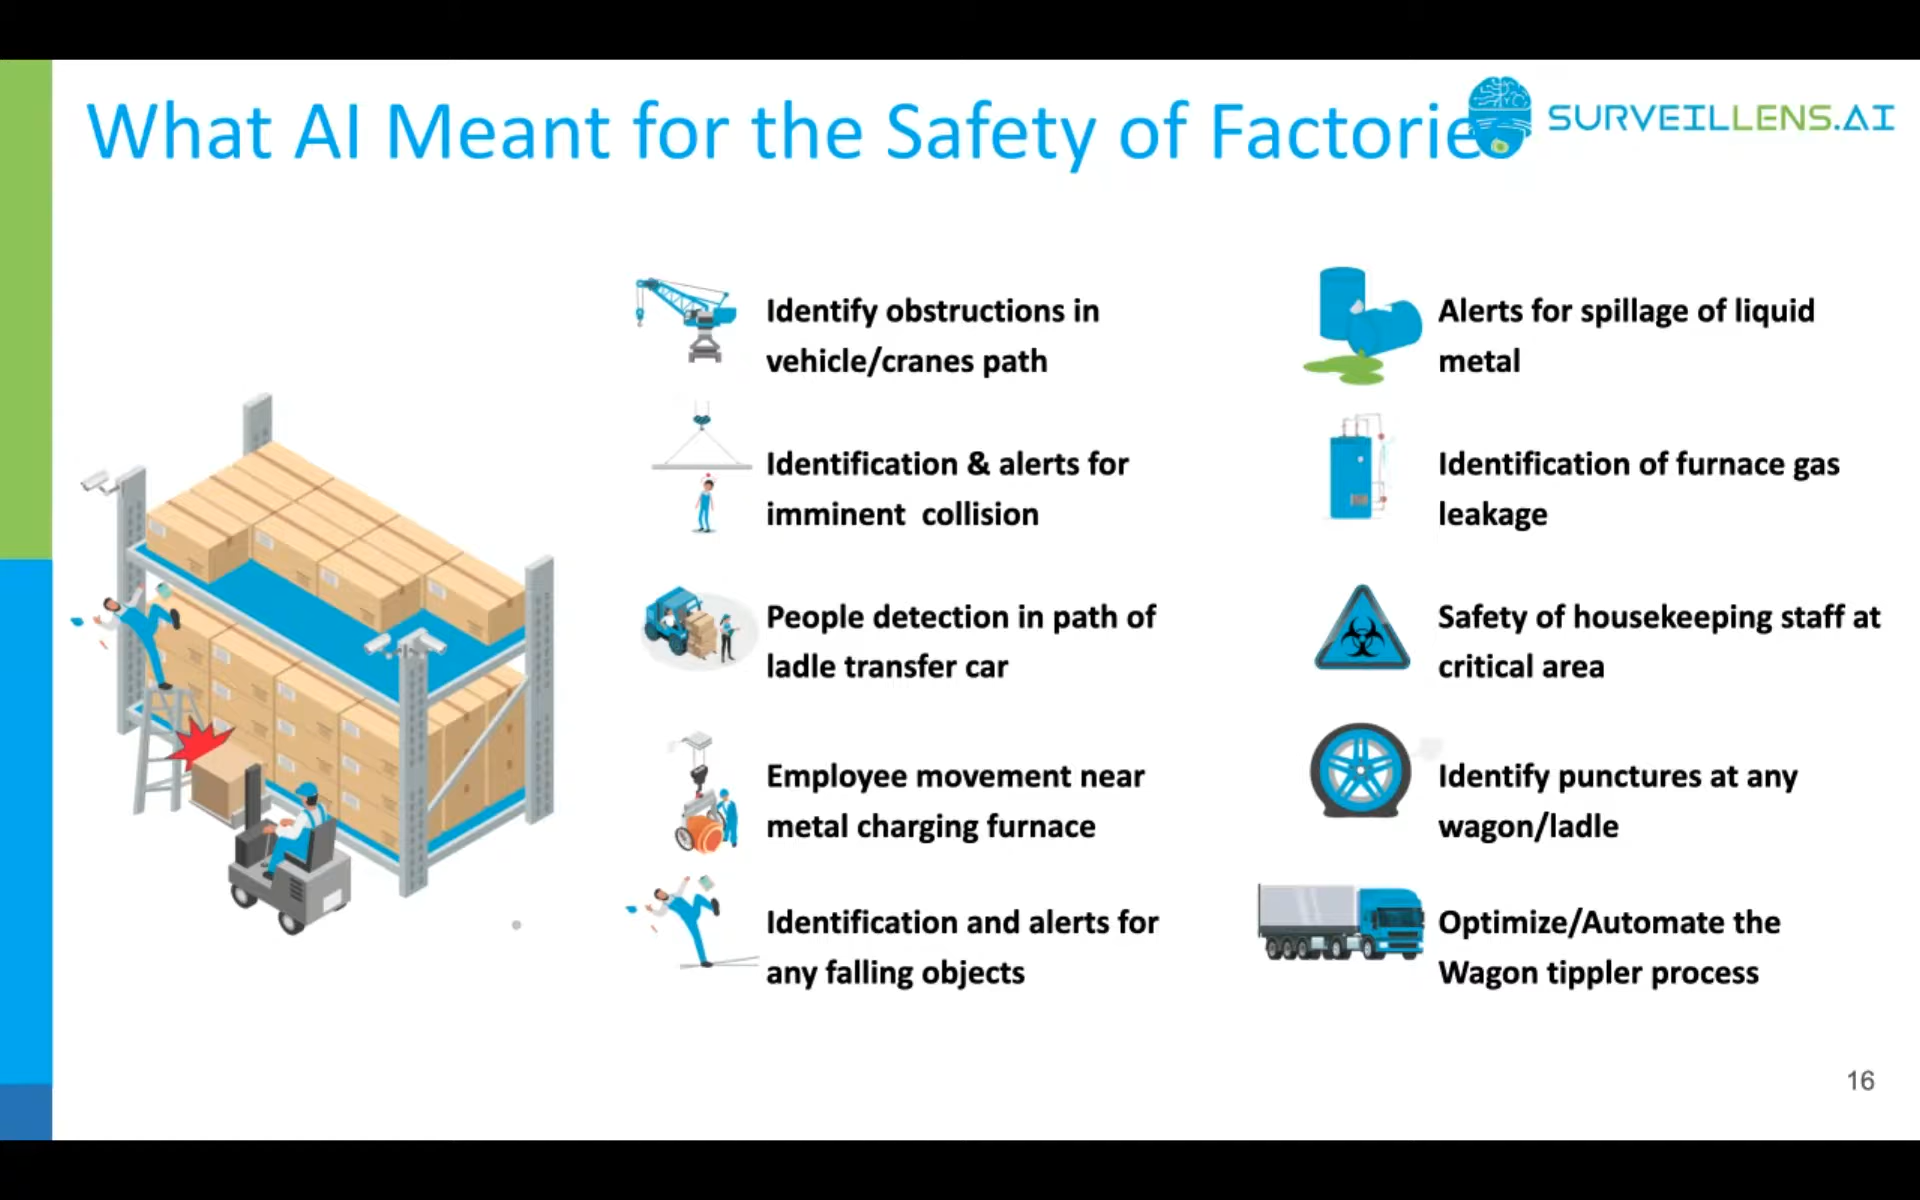 What AI Meant for the Safety of Factorie
SURVEILLENS.AI
Identify obstructions in
vehicle/cranes path
Identification & alerts for
imminent collision
People detection in path of
ladle transfer car
Employee movement near
metal charging furnace
Identification and alerts for
any falling objects
Alerts for spillage of liquid
metal
Identification of furnace gas
leakage
Safety of housekeeping staff at
critical area
Identify punctures at any
wagon/ladle
Optimize/Automate the
Wagon tippler process
16